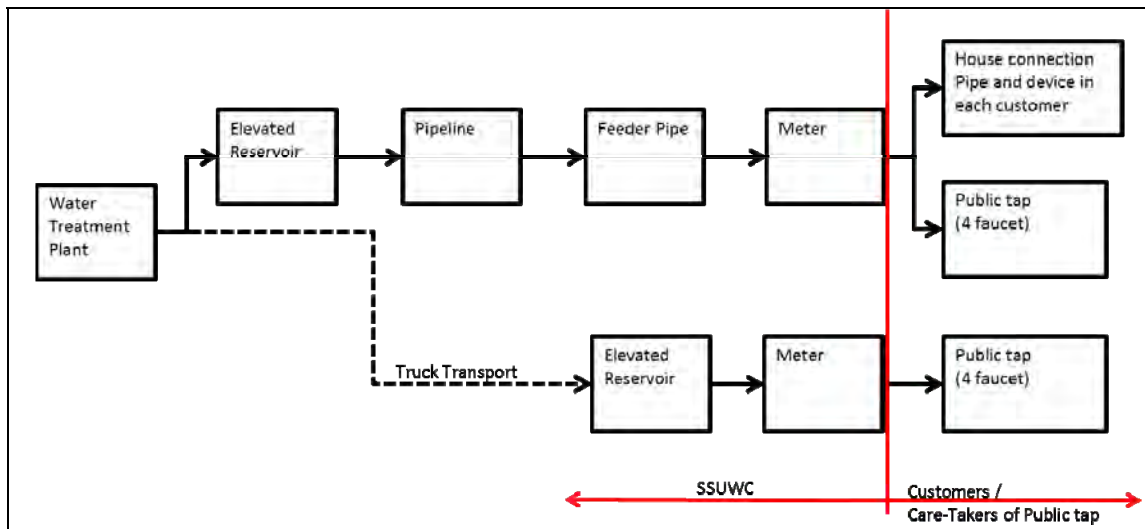 House connection
Pipe and device in
each customer
Elevated
Reservoir
Pipeline
Feeder Pipe
Meter
Water
Treatment
Plant
Public tap
(4 faucet)
Truck Transport
Elevated
Reservoir
Meter
Public tap
(4 faucet)
SSUWC
Customers /
Care-Takers of Public tap